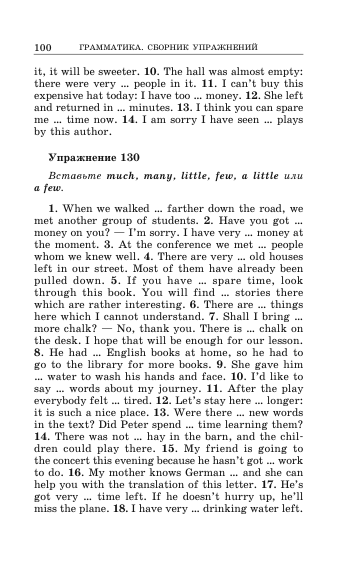 100 ГРАММАТИКА. СБОРНИК УПРАЖНЕНИЙ
it, it will be sweeter. 10. The hall was almost empty:
there were very ... people in it. 11. I can't buy this
expensive hat today: I have too ... money. 12. She left
and returned in ... minutes. 13. I think you can spare
me ... time now. 14. I am sorry I have seen ... plays
by this author.
Упражнение 130
Вставьте much, many, little, few, a little или
a few.
1. When we walked ... farther down the road, we
met another group of students. 2. Have you got ...
money on you? — I'm sorry. I have very ... money at
the moment. 3. At the conference we met ... people
whom we knew well. 4. There are very ... old houses
left in our street. Most of them have already been
pulled down. 5. If you have ... spare time, look
through this book. You will find ... stories there
which are rather interesting. 6. There are ... things
here which I cannot understand. 7. Shall I bring ...
more chalk? — No, thank you. There is ... chalk on
the desk. I hope that will be enough for our lesson.
8. He had ... English books at home, so he had to
go to the library for more books. 9. She gave him
... water to wash his hands and face. 10. I'd like to
say ... words about my journey. 11. After the play
everybody felt ... tired. 12. Let's stay here ... longer:
it is such a nice place. 13. Were there ... new words
in the text? Did Peter spend ... time learning them?
14. There was not ... hay in the barn, and the chil-
dren could play there. 15. My friend is going to
the concert this evening because he hasn't got ... work
to do. 16. My mother knows German ... and she can
help you with the translation of this letter. 17. He's
got very ... time left. If he doesn't hurry up, he'll
miss the plane. 18. I have very ... drinking water left.